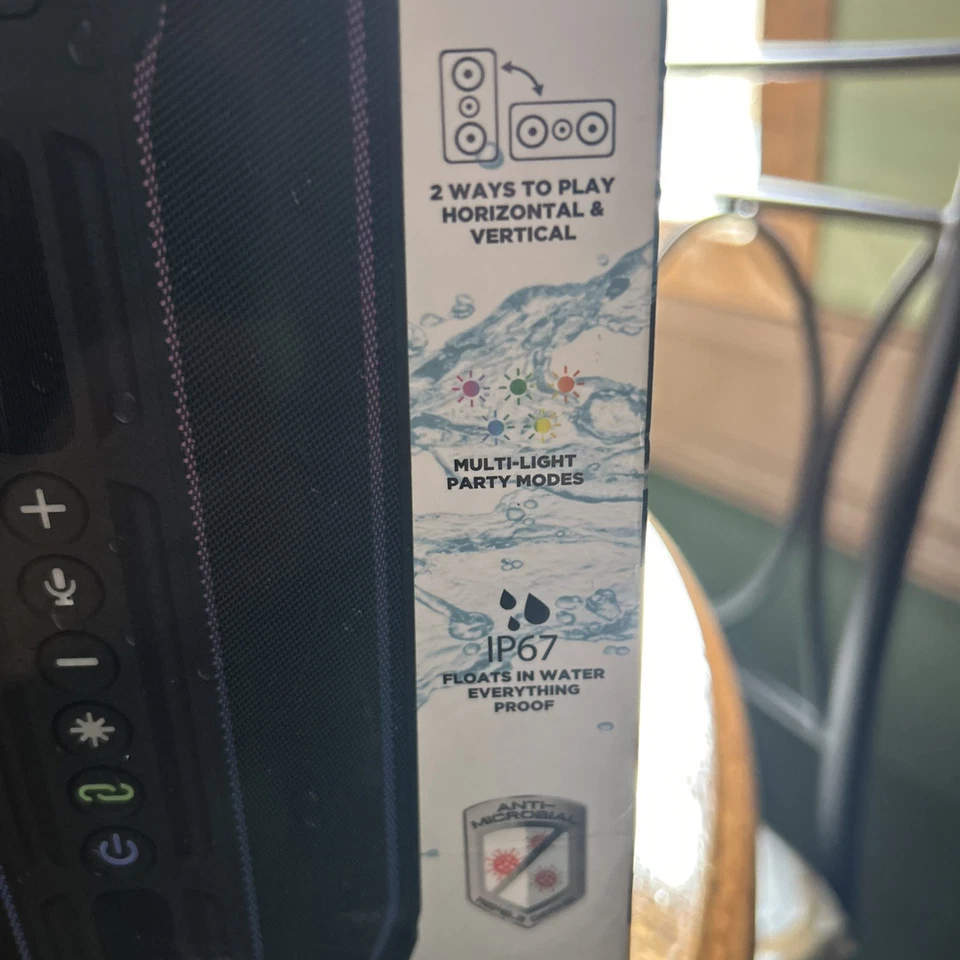 2 WAYS TO PLAY
HORIZONTAL &
VERTICAL
MULTI-LIGHT
PARTY MODES
IP67
FLOATS IN WATER
EVERYTHING
PROOF
ANTI-
MICROBIAL